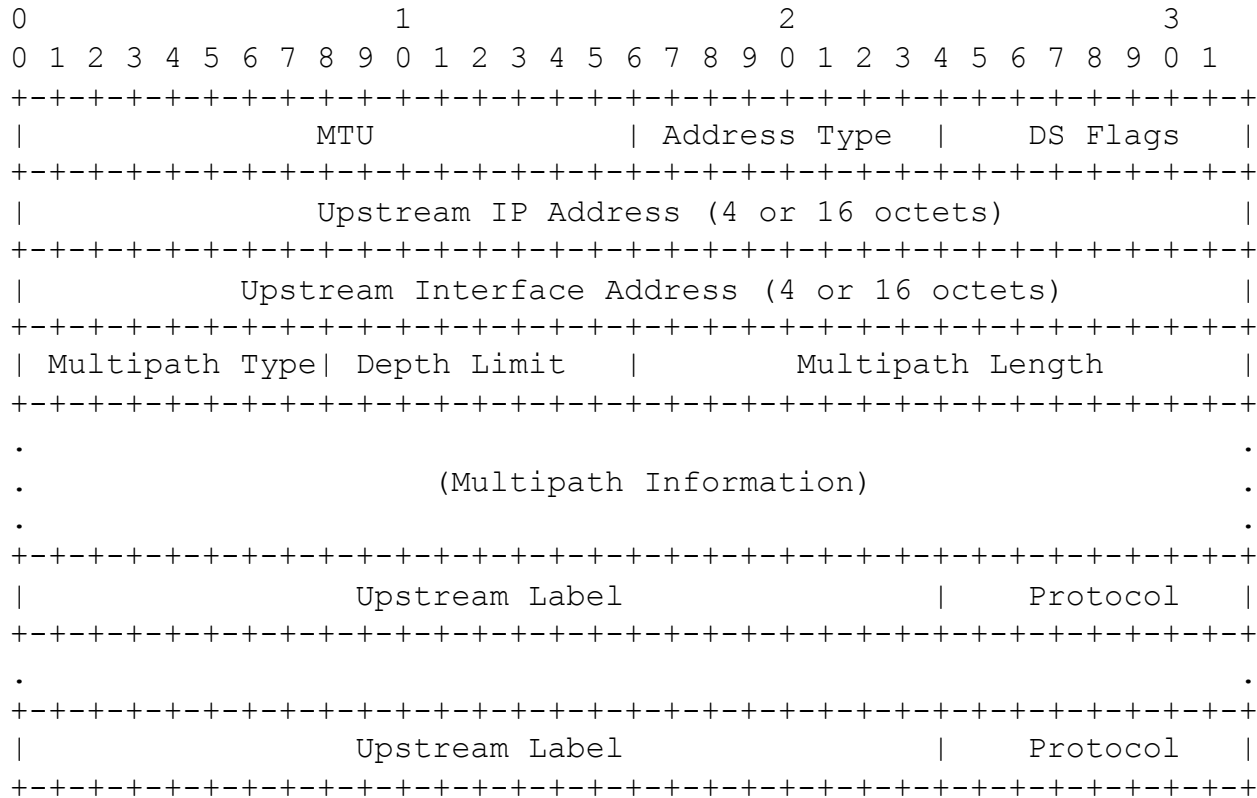 0                   1                   2                   3
0 1 2 3 4 5 6 7 8 9 0 1 2 3 4 5 6 7 8 9 0 1 2 3 4 5 6 7 8 9 0 1
+-+-+-+-+-+-+-+-+-+-+-+-+-+-+-+-+-+-+-+-+-+-+-+-+-+-+-+-+-+-+-+-+
|               MTU             | Address Type  |    DS Flags   |
+-+-+-+-+-+-+-+-+-+-+-+-+-+-+-+-+-+-+-+-+-+-+-+-+-+-+-+-+-+-+-+-+
|               Upstream IP Address (4 or 16 octets)            |
+-+-+-+-+-+-+-+-+-+-+-+-+-+-+-+-+-+-+-+-+-+-+-+-+-+-+-+-+-+-+-+-+
|           Upstream Interface Address (4 or 16 octets)         |
+-+-+-+-+-+-+-+-+-+-+-+-+-+-+-+-+-+-+-+-+-+-+-+-+-+-+-+-+-+-+-+-+
| Multipath Type| Depth Limit   |        Multipath Length       |
+-+-+-+-+-+-+-+-+-+-+-+-+-+-+-+-+-+-+-+-+-+-+-+-+-+-+-+-+-+-+-+-+
.                                                               .
.                     (Multipath Information)                   .
.                                                               .
+-+-+-+-+-+-+-+-+-+-+-+-+-+-+-+-+-+-+-+-+-+-+-+-+-+-+-+-+-+-+-+-+
|                 Upstream Label                |    Protocol   |
+-+-+-+-+-+-+-+-+-+-+-+-+-+-+-+-+-+-+-+-+-+-+-+-+-+-+-+-+-+-+-+-+
.                                                               .
+-+-+-+-+-+-+-+-+-+-+-+-+-+-+-+-+-+-+-+-+-+-+-+-+-+-+-+-+-+-+-+-+
|                 Upstream Label                |    Protocol   |
+-+-+-+-+-+-+-+-+-+-+-+-+-+-+-+-+-+-+-+-+-+-+-+-+-+-+-+-+-+-+-+-+